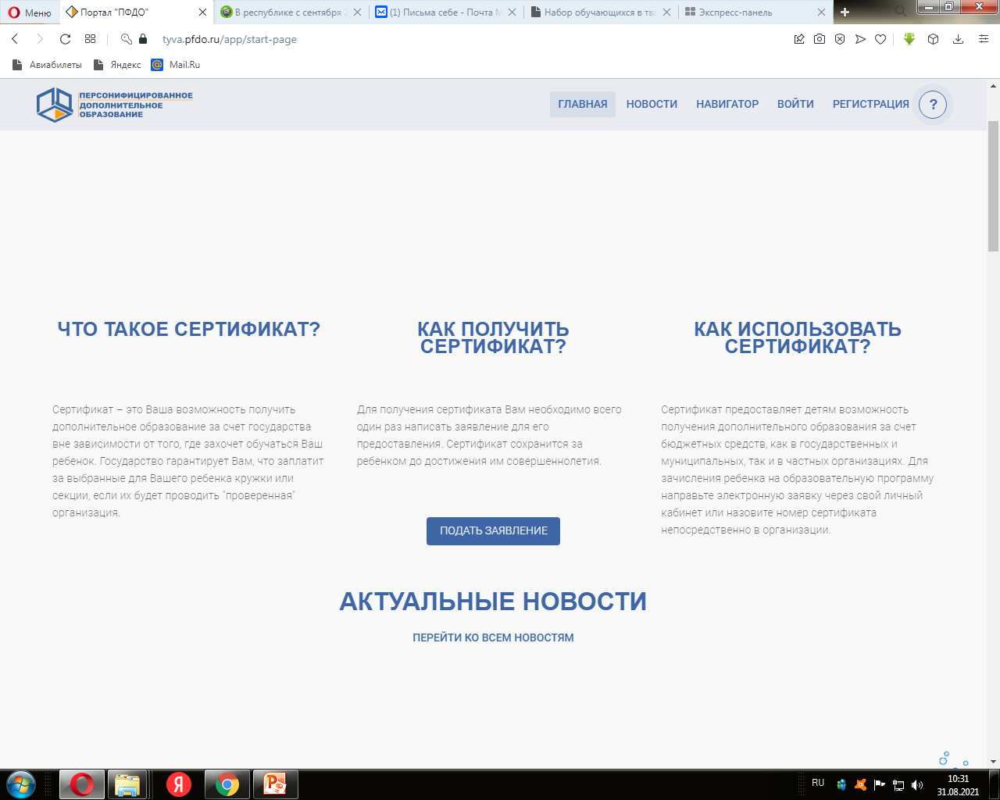 Меню
Портал "ПФДО"
В республике с сентября 2
(1) Письма себе - Почта M
Набор обучающихся в тво
Экспресс-панель
tyva.pfdo.ru/app/start-page
Авиабилеты
Яндекс
Mail.Ru
ПЕРСОНИФИЦИРОВАННОЕ
ДОПОЛНИТЕЛЬНОЕ
ОБРАЗОВАНИЕ
ГЛАВНАЯ
НОВОСТИ
НАВИГАТОР
ВОЙТИ
РЕГИСТРАЦИЯ
?
ЧТО ТАКОЕ СЕРТИФИКАТ?
Сертификат – это Ваша возможность получить
дополнительное образование за счет государства
вне зависимости от того, где захочет обучаться Ваш
ребенок. Государство гарантирует Вам, что заплатит
за выбранные для Вашего ребенка кружки или
секции, если их будет проводить "проверенная"
организация.
КАК ПОЛУЧИТЬ
СЕРТИФИКАТ?
Для получения сертификата Вам необходимо всего
один раз написать заявление для его
предоставления. Сертификат сохранится за
ребенком до достижения им совершеннолетия.
ПОДАТЬ ЗАЯВЛЕНИЕ
КАК ИСПОЛЬЗОВАТЬ
СЕРТИФИКАТ?
Сертификат предоставляет детям возможность
получения дополнительного образования за счет
бюджетных средств, как в государственных и
муниципальных, так и в частных организациях. Для
зачисления ребенка на образовательную программу
направьте электронную заявку через свой личный
кабинет или назовите номер сертификата
непосредственно в организации.
АКТУАЛЬНЫЕ НОВОСТИ
ПЕРЕЙТИ КО ВСЕМ НОВОСТЯМ
Я
RU
10:31
31.08.2021